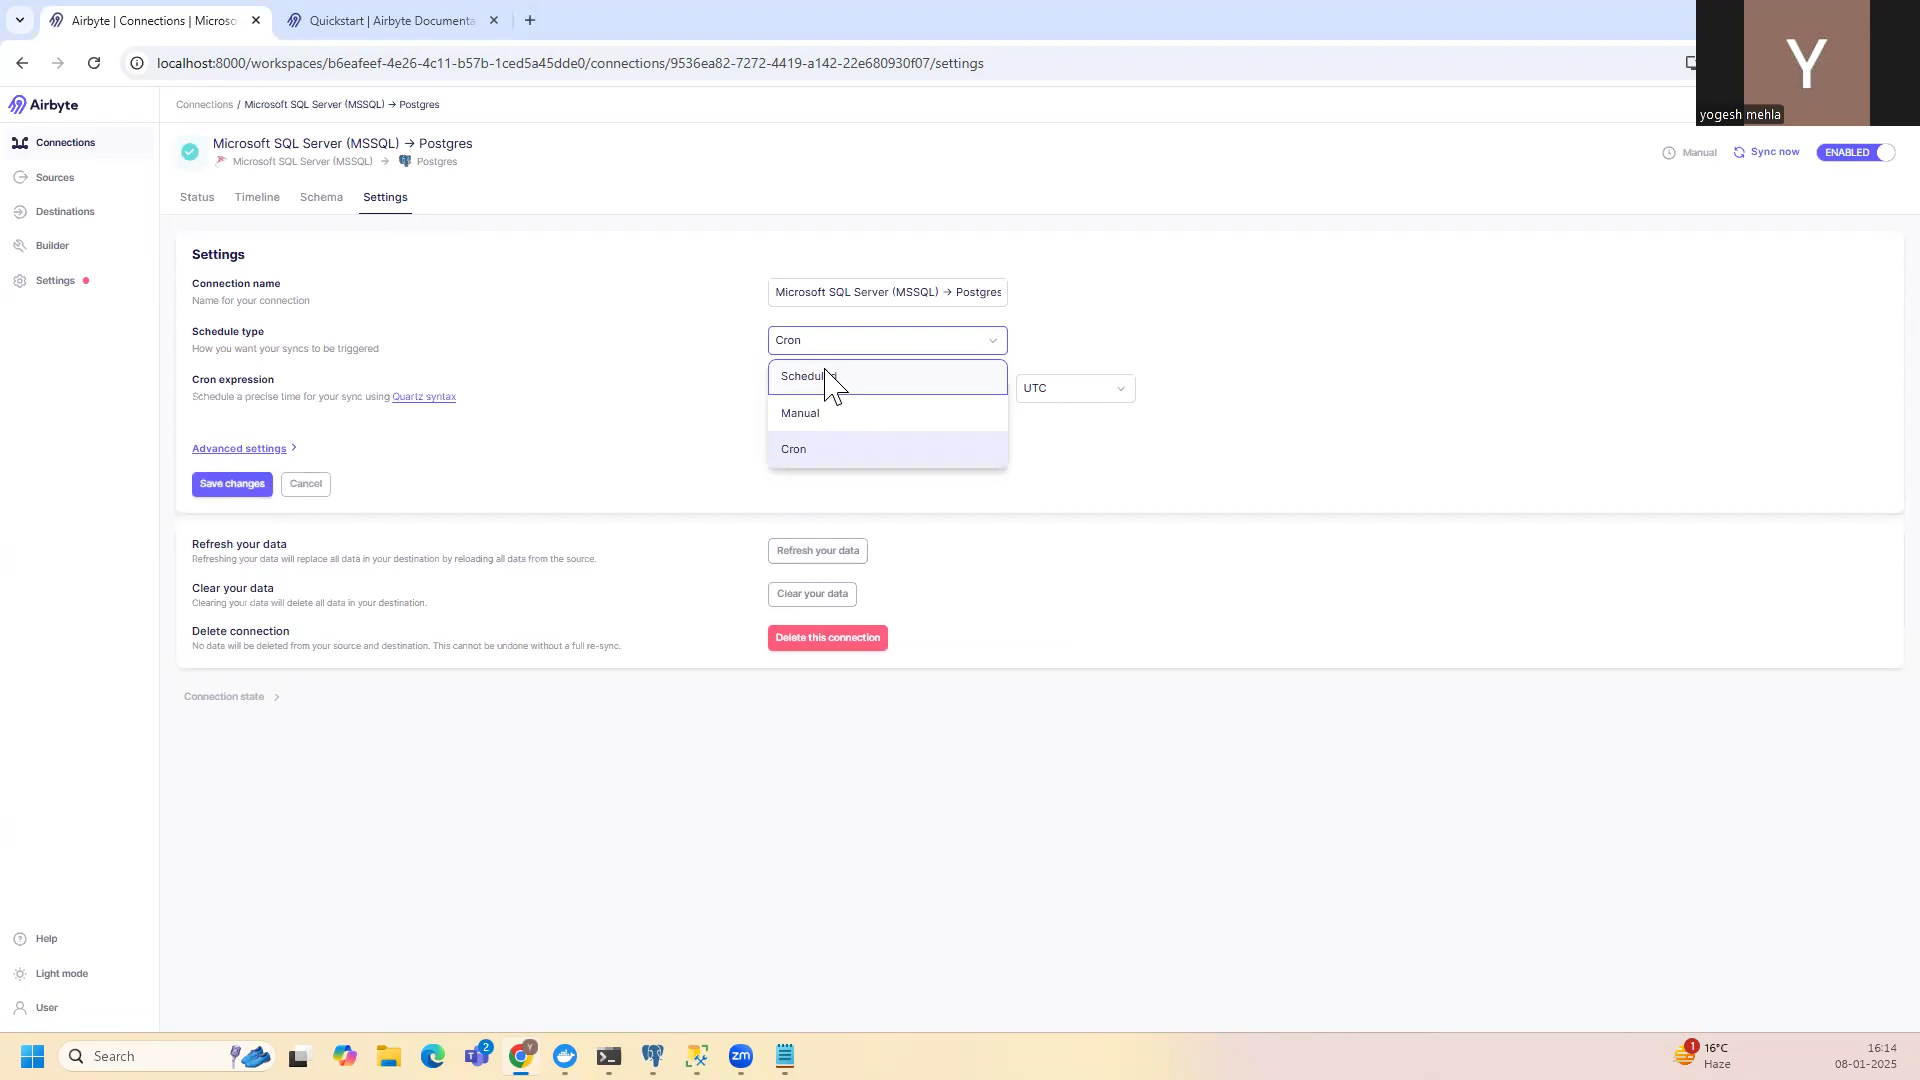 Airbyte | Connections | Microso
Quickstart | Airbyte Documenta
localhost:8000/workspaces/b6eafeef-4e26-4c11-b57b-1ced5a45dde0/connections/9536ea82-7272-4419-a142-22e680930f07/settings
Y
yogesh mehla
Airbyte
Connections / Microsoft SQL Server (MSSQL) → Postgres
Connections
Sources
Destinations
Builder
Settings
Microsoft SQL Server (MSSQL) → Postgres
Microsoft SQL Server (MSSQL) → Postgres
Manual
Sync now
ENABLED
Status Timeline Schema Settings
Settings
Connection name
Name for your connection
Microsoft SQL Server (MSSQL) → Postgres
Schedule type
How you want your syncs to be triggered
Cron
Scheduled
Manual
Cron
Cron expression
Schedule a precise time for your sync using Quartz syntax
UTC
Advanced settings
Save changes Cancel
Refresh your data
Refreshing your data will replace all data in your destination by reloading all data from the source.
Refresh your data
Clear your data
Clearing your data will delete all data in your destination.
Clear your data
Delete connection
No data will be deleted from your source and destination. This cannot be undone without a full re-sync.
Delete this connection
Connection state
Help
Light mode
User
Search
2
Y
zm
1
16°C
Haze
16:14
08-01-2025